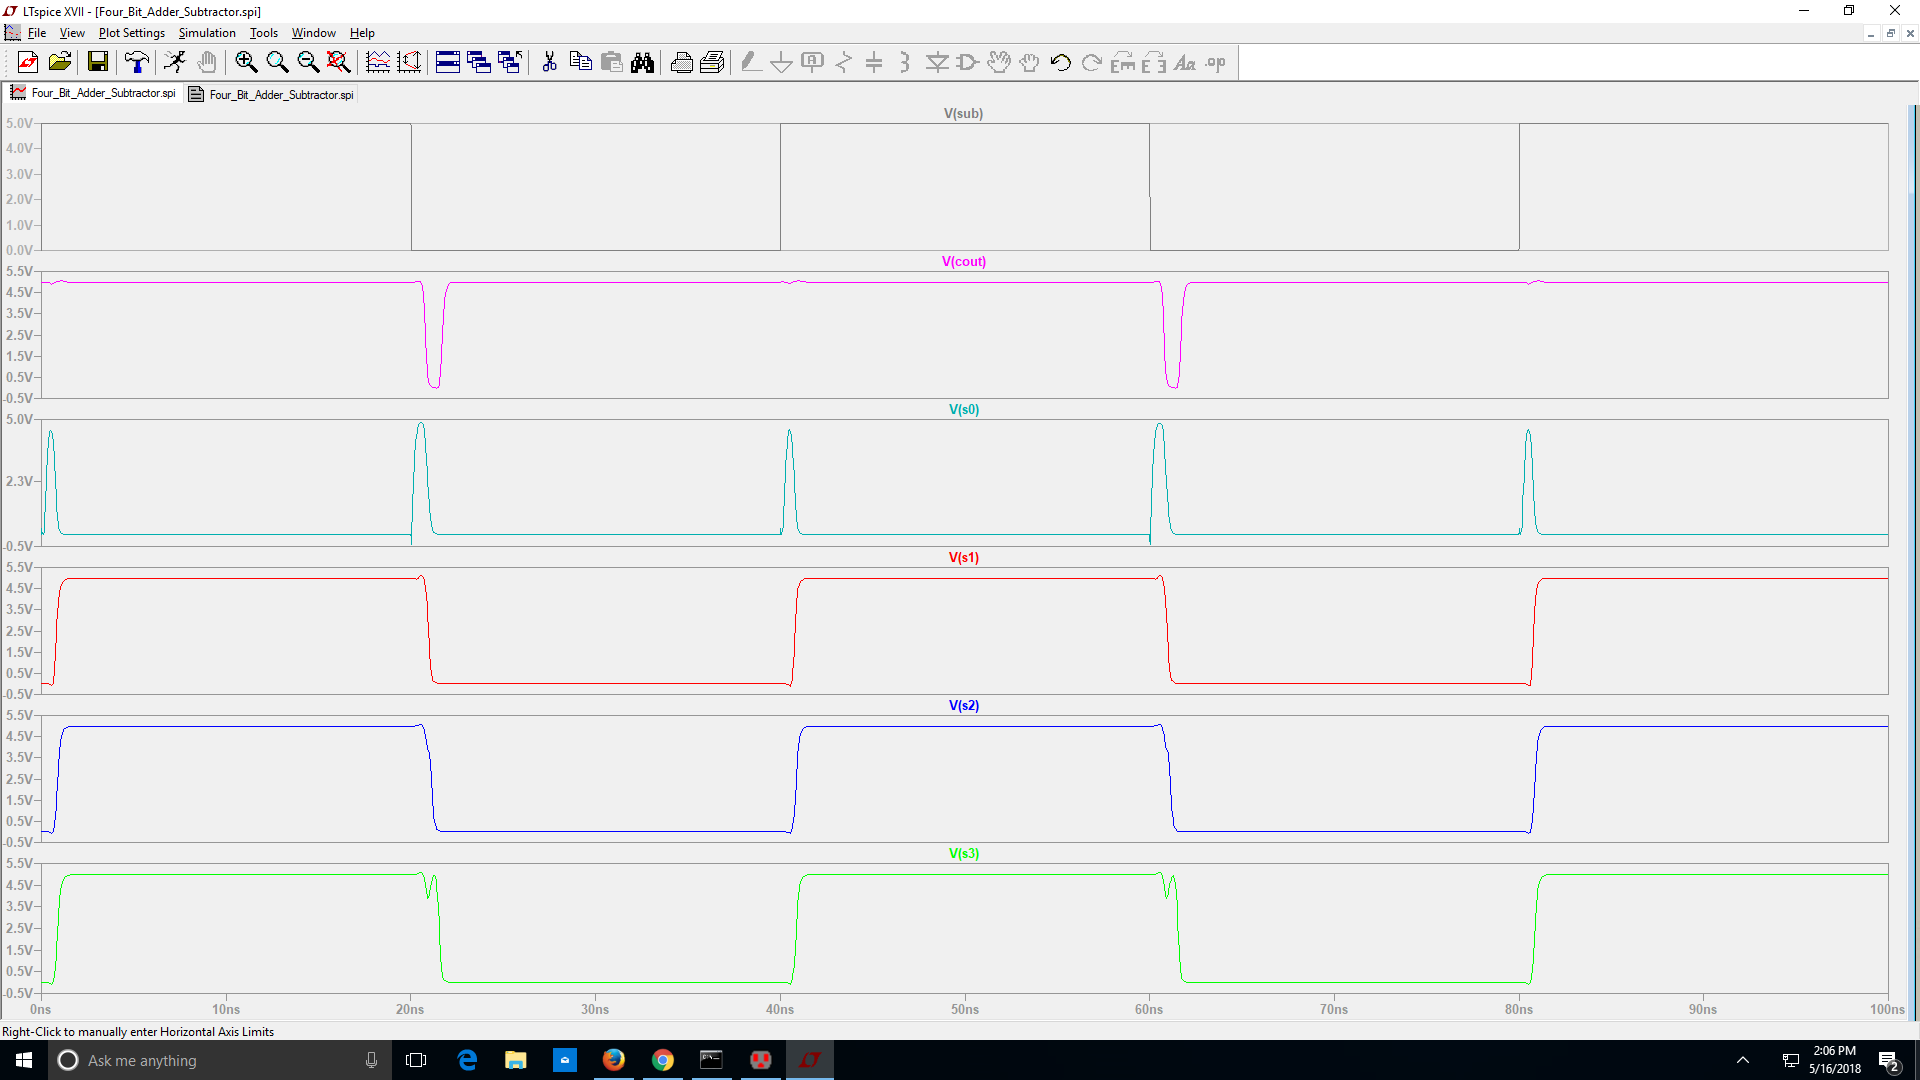 LTspice XVII - [Four_Bit_Adder_Subtractor.spi]
File View Plot Settings Simulation Tools Window Help
Four_Bit_Adder_Subtractor.spi Four_Bit_Adder_Subtractor.spi
V(sub)
5.0V
4.0V
3.0V
2.0V
1.0V
0.0V
V(cout)
5.5V
4.5V
3.5V
2.5V
1.5V
0.5V
-0.5V
V(s0)
5.0V
2.3V
-0.5V
V(s1)
5.5V
4.5V
3.5V
2.5V
1.5V
0.5V
-0.5V
V(s2)
5.5V
4.5V
3.5V
2.5V
1.5V
0.5V
-0.5V
V(s3)
5.5V
4.5V
3.5V
2.5V
1.5V
0.5V
-0.5V
0ns 10ns 20ns 30ns 40ns 50ns 60ns 70ns 80ns 90ns 100ns
Right-Click to manually enter Horizontal Axis Limits
Ask me anything
2:06 PM
5/16/2018
2